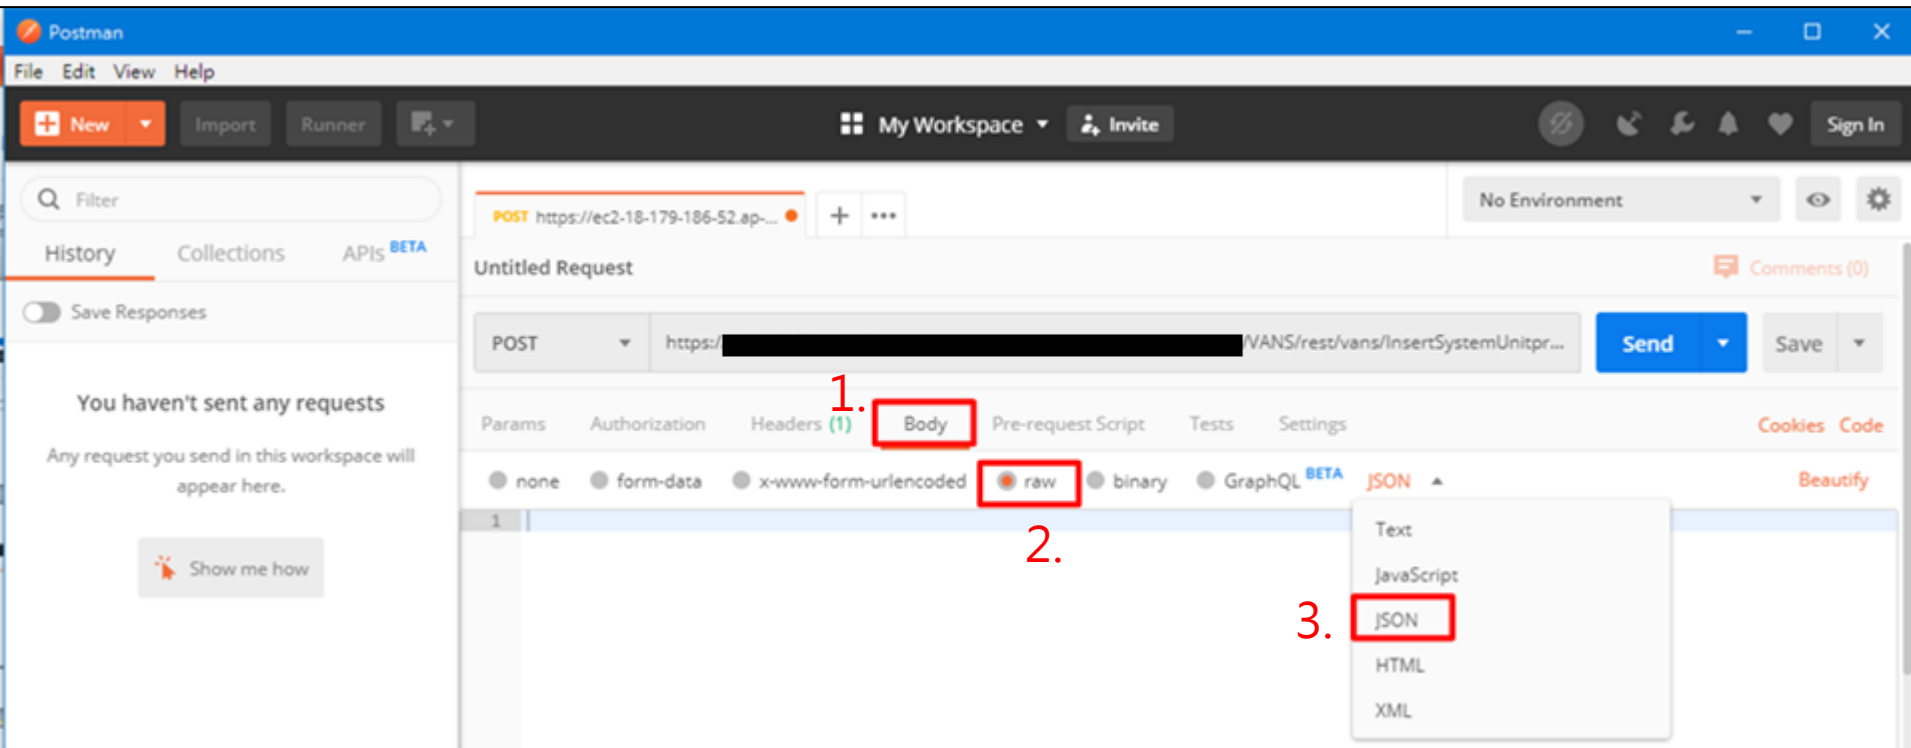 Postman
File Edit View Help
New Import Runner My Workspace Invite Sign In
Filter
History Collections APIs BETA
Save Responses
You haven't sent any requests
Any request you send in this workspace will
appear here.
Show me how
POST https://ec2-18-179-186-52.ap-...
No Environment
Untitled Request
Comments (0)
POST https:/ /VANS/rest/vans/InsertSystemUnitpr... Send Save
1.
Params Authorization Headers (1) Body Pre-request Script Tests Settings Cookies Code
none form-data x-www-form-urlencoded raw binary GraphQL BETA JSON Beautify
1
2.
Text
JavaScript
3. JSON
HTML
XML